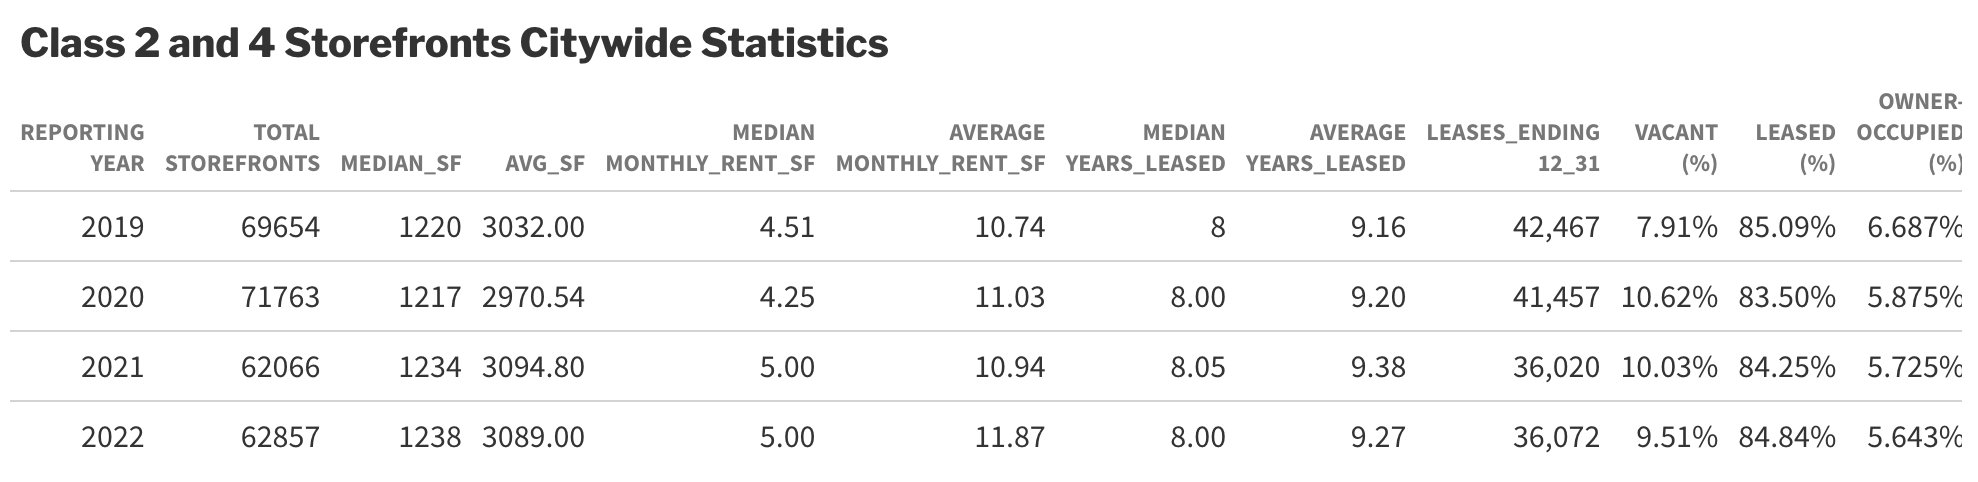 Class 2 and 4 Storefronts Citywide Statistics
OWNER-
REPORTING TOTAL MEDIAN AVERAGE MEDIAN AVERAGE LEASES_ENDING VACANT LEASED OCCUPIED
YEAR STOREFRONTS MEDIAN_SF AVG_SF MONTHLY_RENT_SF MONTHLY_RENT_SF YEARS_LEASED YEARS_LEASED 12_31 (%) (%) (%)
2019 69654 1220 3032.00 4.51 10.74 8 9.16 42,467 7.91% 85.09% 6.687%
2020 71763 1217 2970.54 4.25 11.03 8.00 9.20 41,457 10.62% 83.50% 5.875%
2021 62066 1234 3094.80 5.00 10.94 8.05 9.38 36,020 10.03% 84.25% 5.725%
2022 62857 1238 3089.00 5.00 11.87 8.00 9.27 36,072 9.51% 84.84% 5.643%